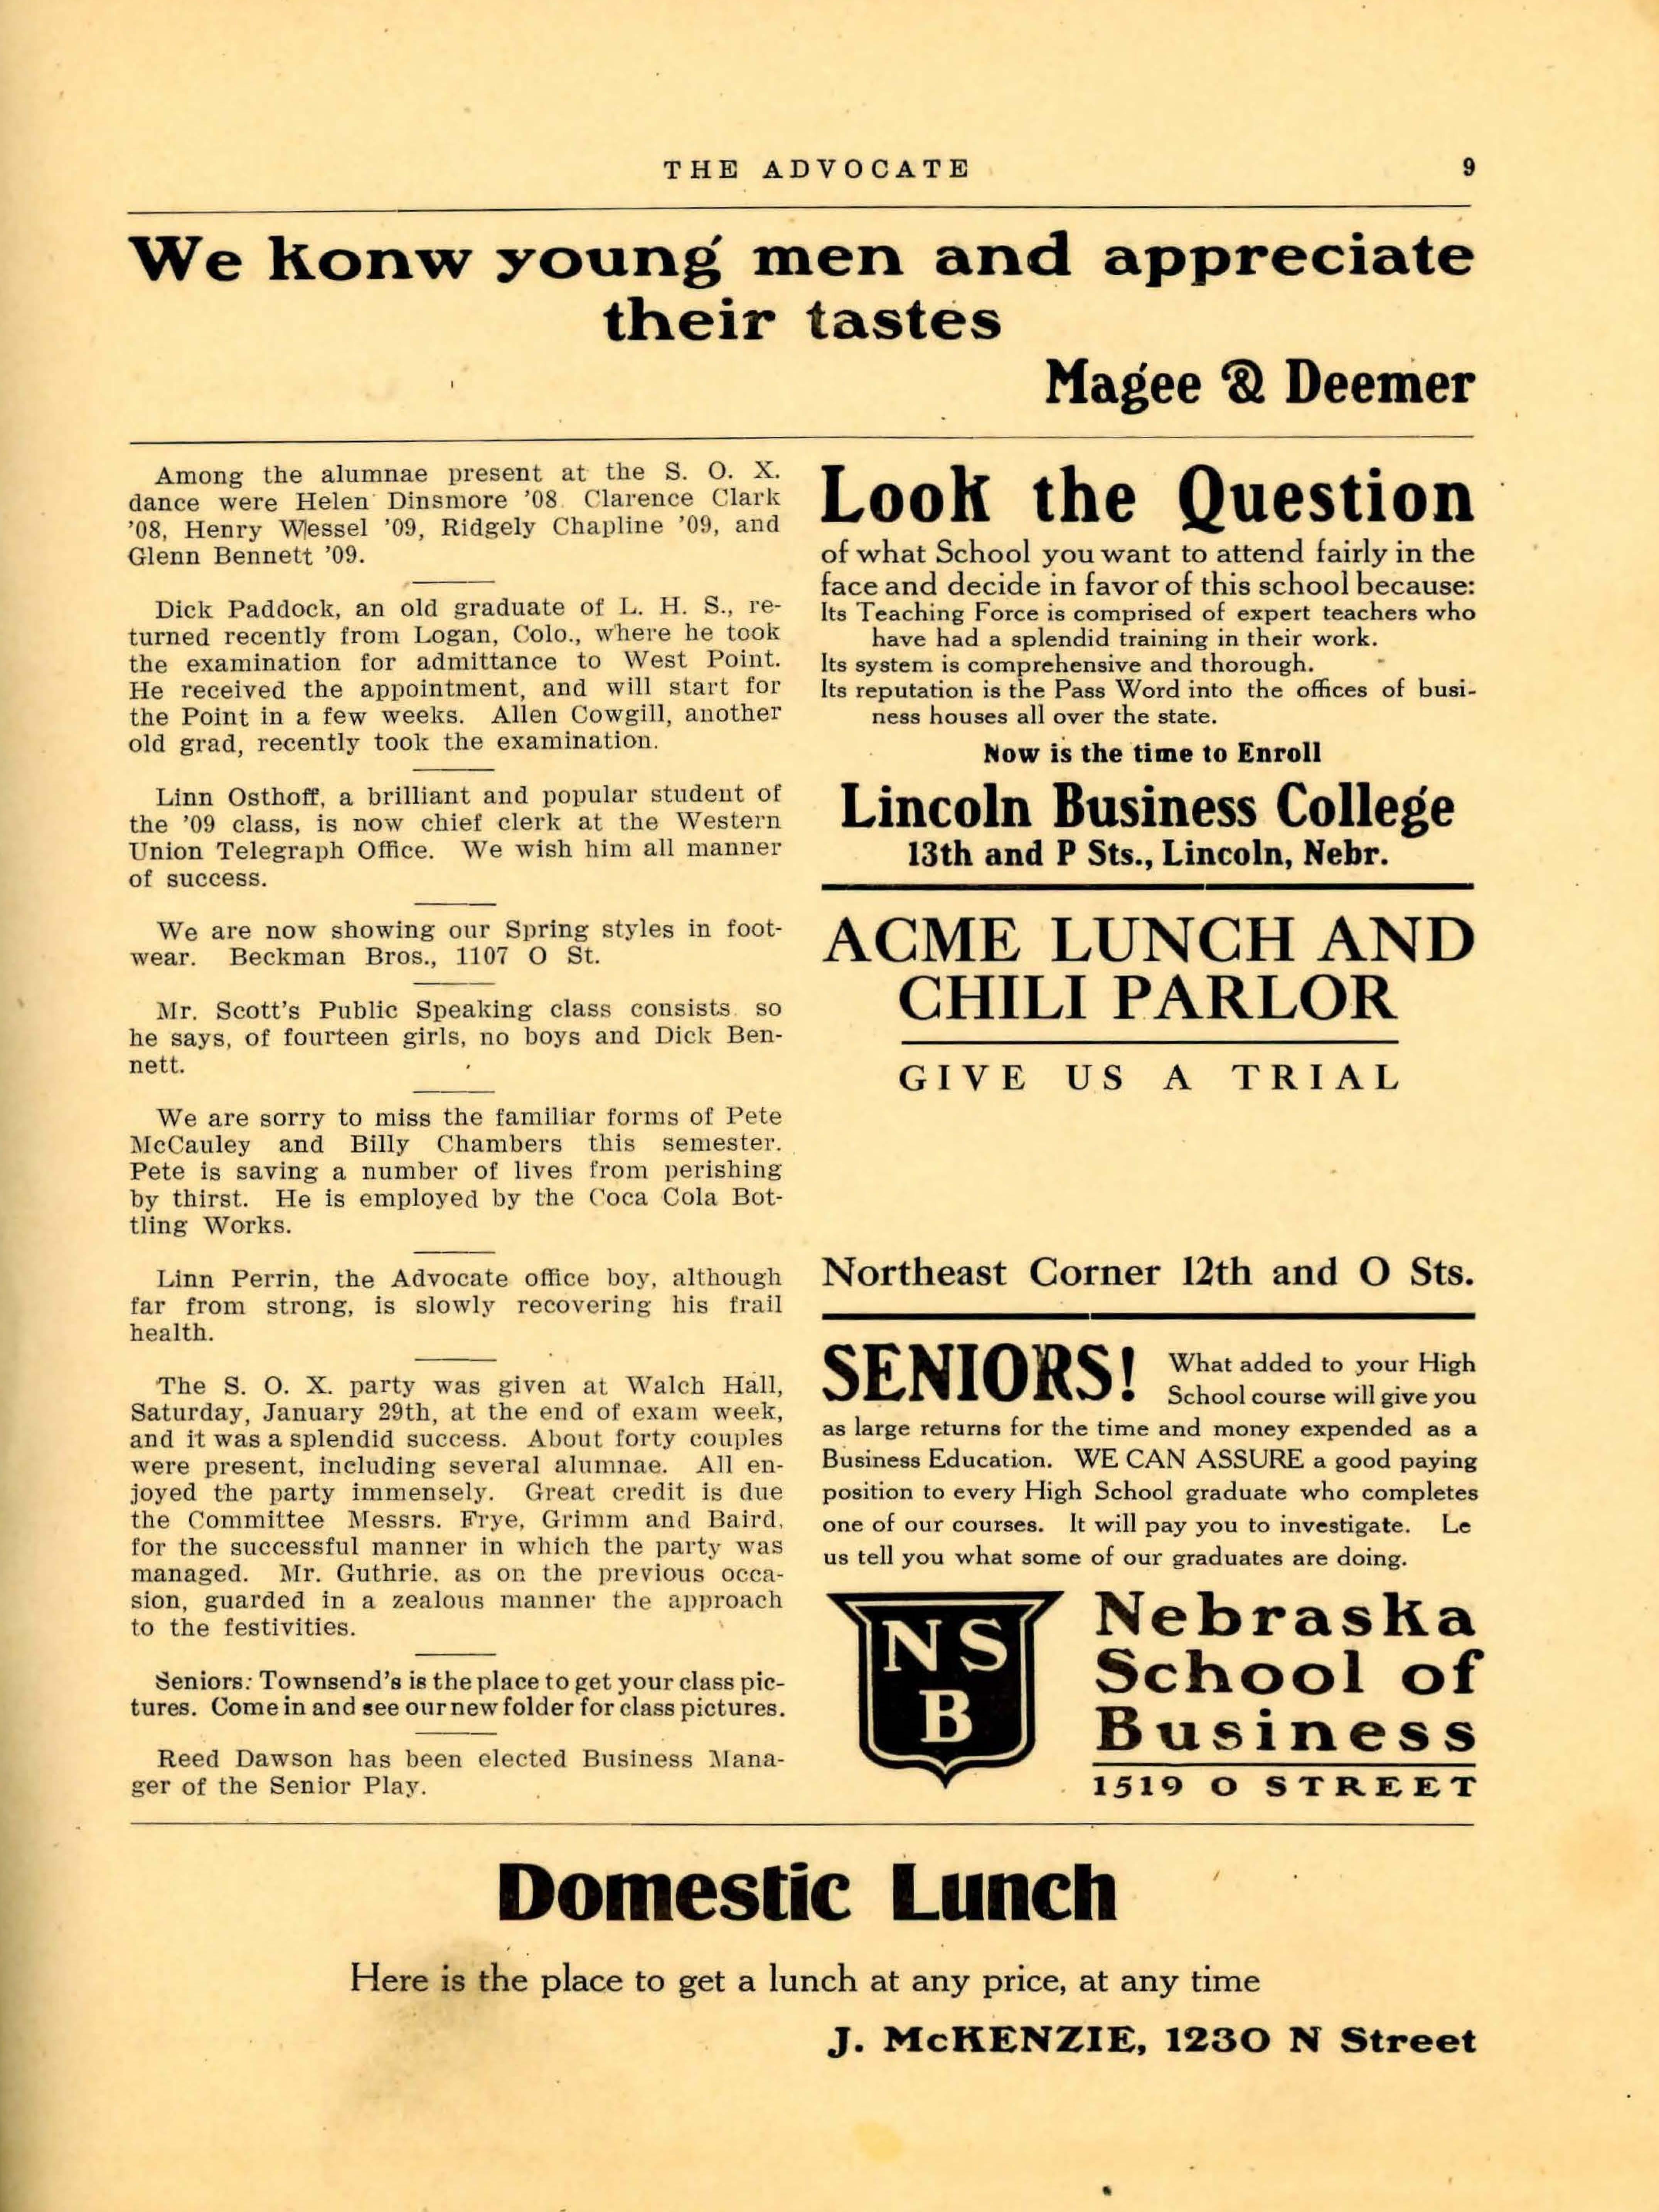 THE ADVOCATE
9
We konw young men and appreciate
their tastes
Magee & Deemer
Among the alumnae present at the S. O. X.
dance were Helen Dinsmore '08. Clarence Clark
'08, Henry Wessel '09, Ridgely Chapline '09, and
Glenn Bennett '09.
Dick Paddock, an old graduate of L. H. S., re-
turned recently from Logan, Colo., where he took
the examination for admittance to West Point.
He received the appointment, and will start for
the Point in a few weeks. Allen Cowgill, another
old grad, recently took the examination.
Linn Osthoff, a brilliant and popular student of
the '09 class, is now chief clerk at the Western
Union Telegraph Office. We wish him all manner
of success.
We are now showing our Spring styles in foot-
wear. Beckman Bros., 1107 O St.
Mr. Scott's Public Speaking class consists. so
he says, of fourteen girls, no boys and Dick Ben-
nett.
We are sorry to miss the familiar forms of Pete
McCauley and Billy Chambers this semester.
Pete is saving a number of lives from perishing
by thirst. He is employed by the Coca Cola Bot-
tling Works.
Linn Perrin, the Advocate office boy, although
far from strong, is slowly recovering his frail
health.
The S. O. X. party was given at Walch Hall,
Saturday, January 29th, at the end of exam week,
and it was a splendid success. About forty couples
were present, including several alumnae. All en-
joyed the party immensely. Great credit is due
the Committee Messrs. Frye, Grimm and Baird,
for the successful manner in which the party was
managed. Mr. Guthrie. as on the previous occa-
sion, guarded in a zealous manner the approach
to the festivities.
Seniors: Townsend's is the place to get your class pic-
tures. Come in and see our new folder for class pictures.
Reed Dawson has been elected Business Mana-
ger of the Senior Play.
Look the Question
of what School you want to attend fairly in the
face and decide in favor of this school because:
Its Teaching Force is comprised of expert teachers who
have had a splendid training in their work.
Its system is comprehensive and thorough.
Its reputation is the Pass Word into the offices of busi-
ness houses all over the state.
Now is the time to Enroll
Lincoln Business College
13th and P Sts., Lincoln, Nebr.
ACME LUNCH AND
CHILI PARLOR
GIVE US A TRIAL
Northeast Corner 12th and O Sts.
SENIORS! What added to your High
School course will give you
as large returns for the time and money expended as a
Business Education. WE CAN ASSURE a good paying
position to every High School graduate who completes
one of our courses. It will pay you to investigate. Le
us tell you what some of our graduates are doing.
NS
B
Nebraska
School of
Business
1519 O STREET
Domestic Lunch
Here is the place to get a lunch at any price, at any time
J. McKENZIE, 1230 N Street